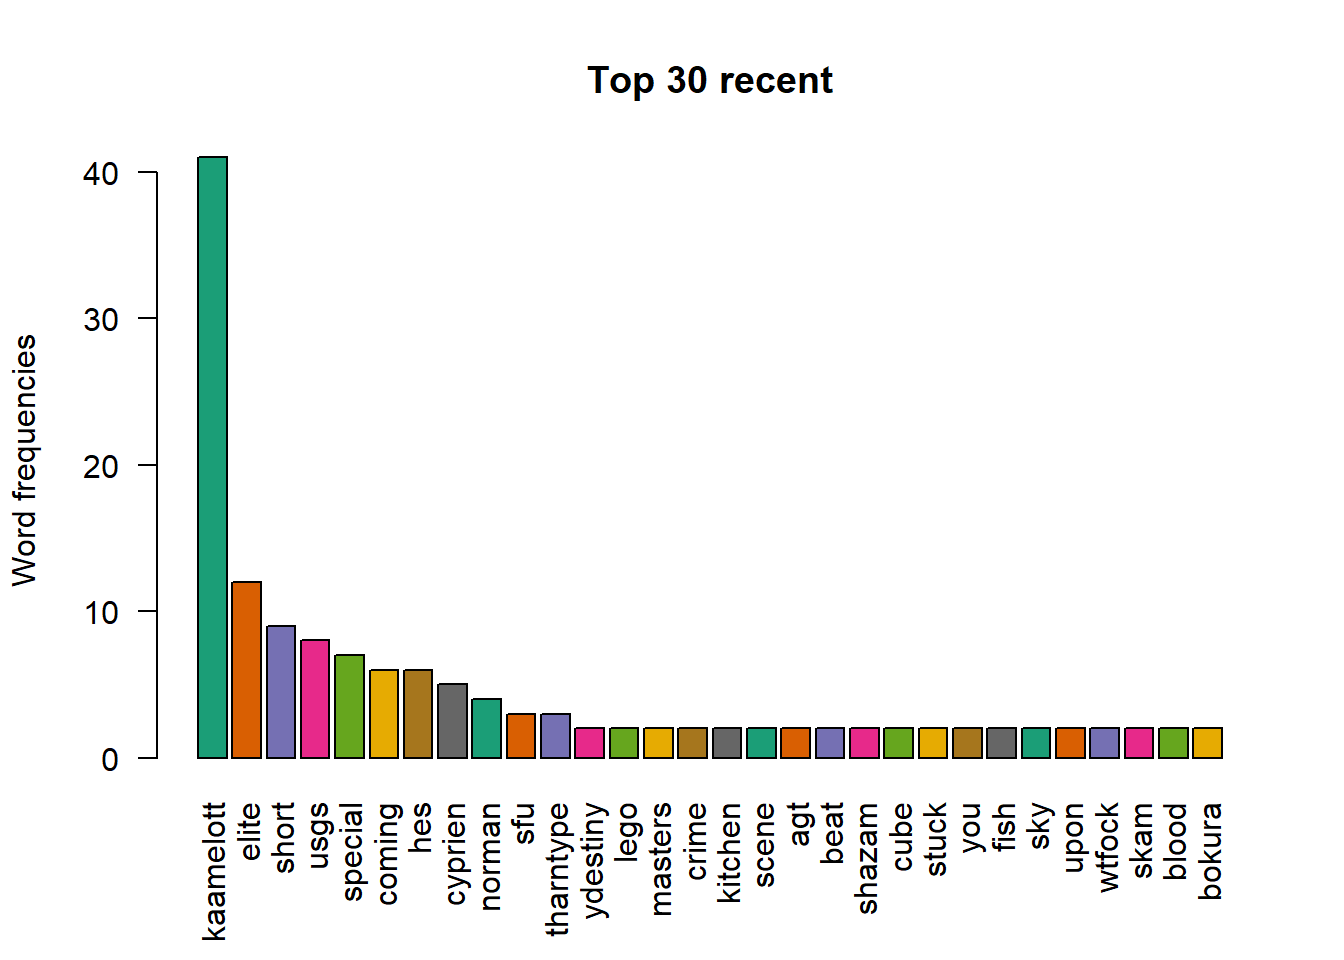 Top 30 recent
Word frequencies
40
30
20
10
0
kaamelott
elite
short
usgs
special
coming
hes
cyprien
norman
sfu
tharntype
ydestiny
lego
masters
crime
kitchen
scene
agt
beat
shazam
cube
stuck
you
fish
sky
upon
wtfock
skam
blood
bokura